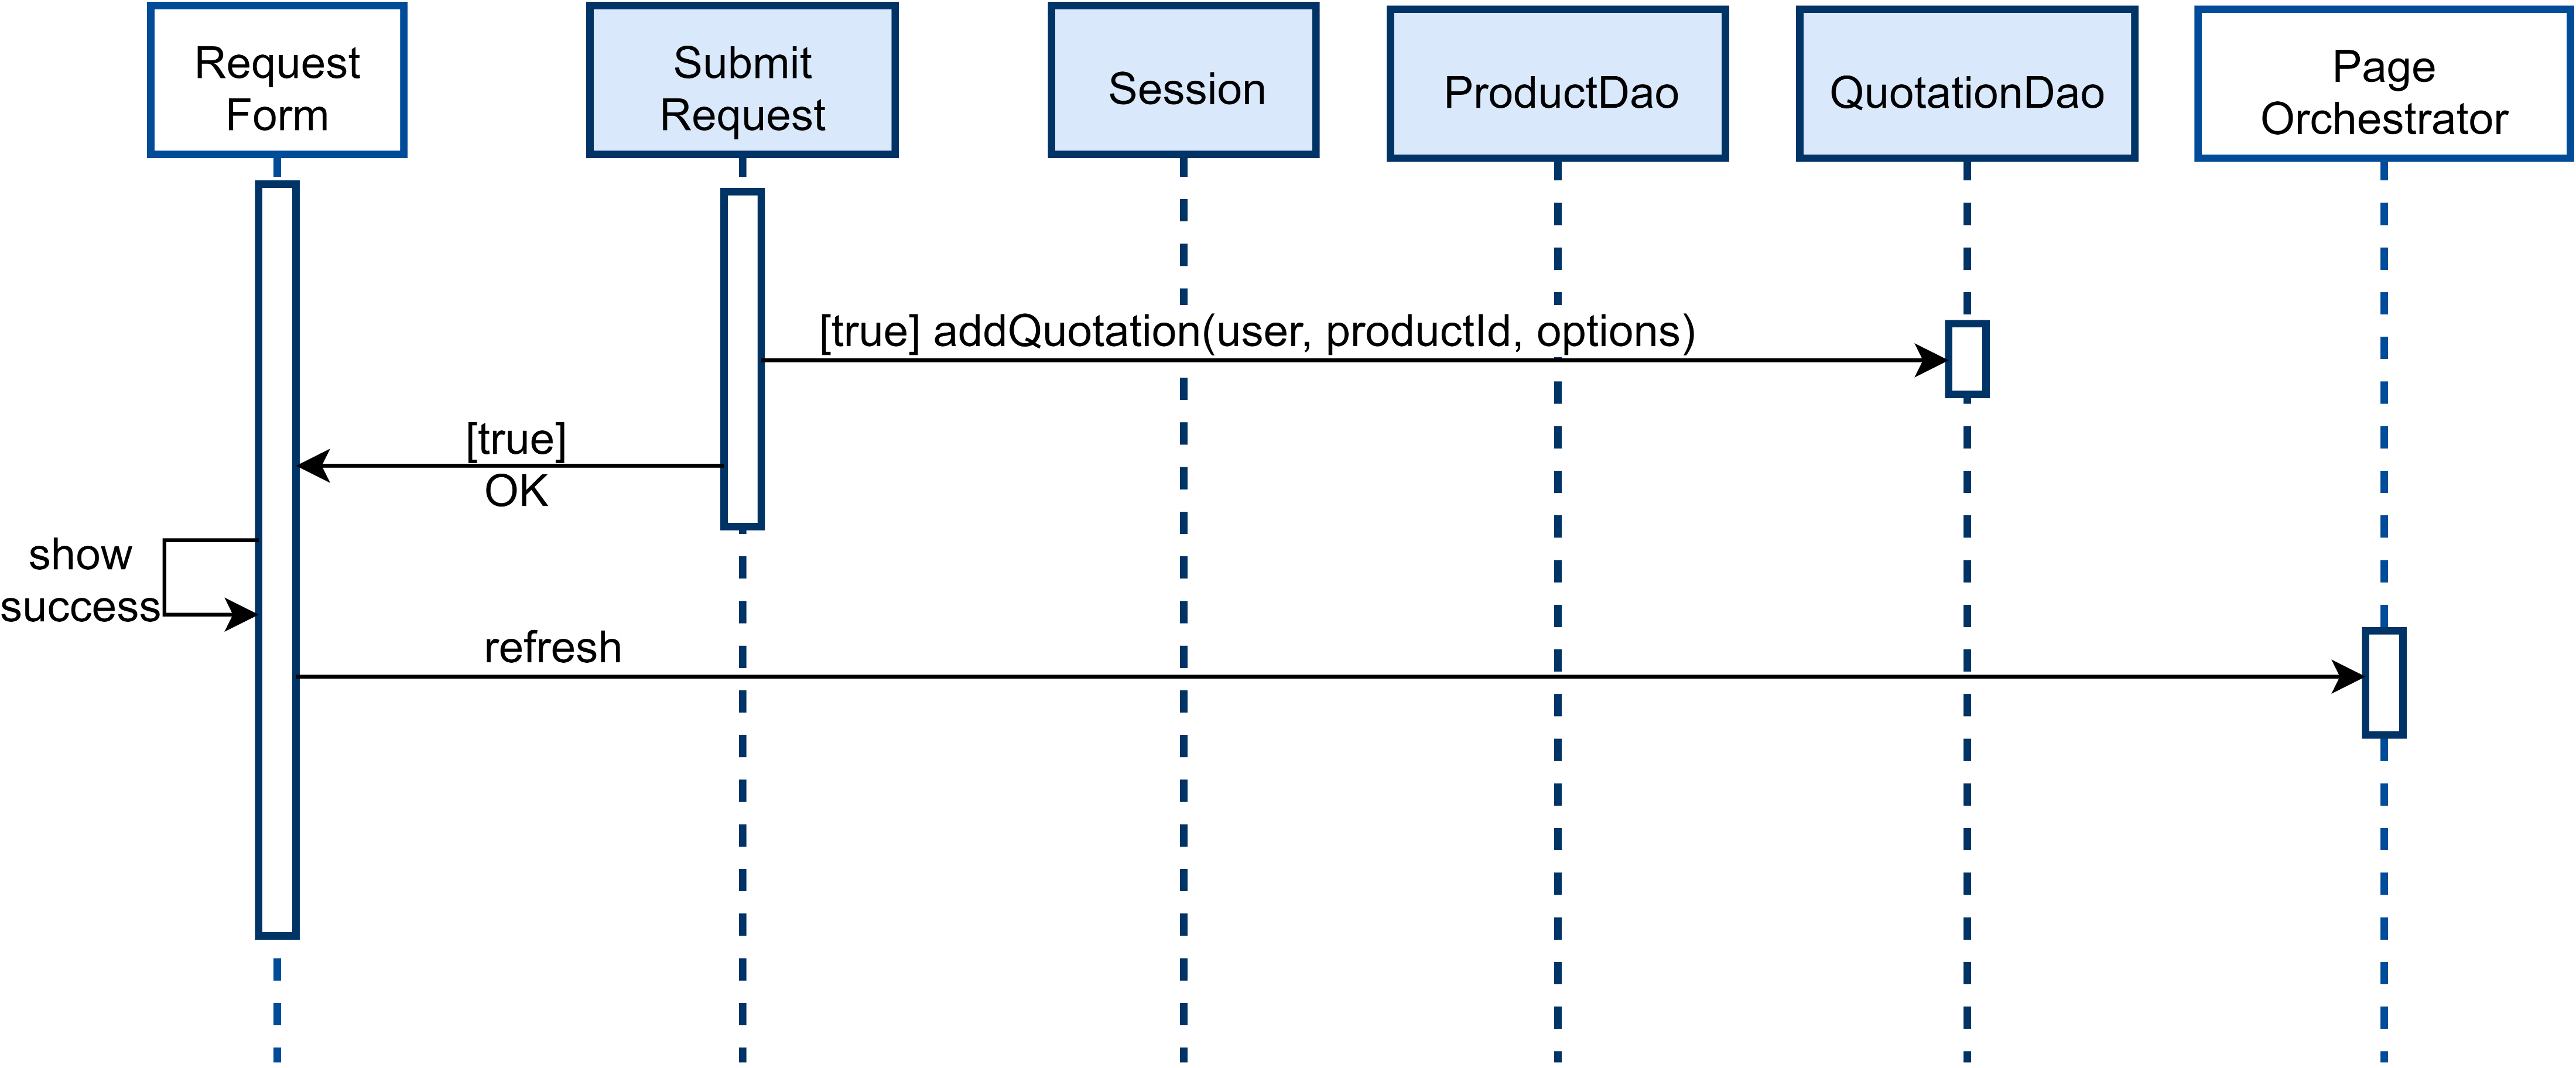 Request
Form
Submit
Request
Session
ProductDao
QuotationDao
Page
Orchestrator
[true] addQuotation(user, productId, options)
[true]
OK
show
success
refresh